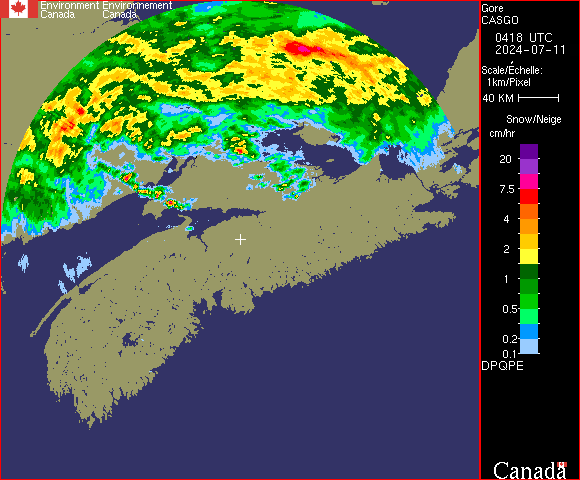 Environment Environnement
Canada Canada
Gore
CASGO
0418 UTC
2024-07-11
Scale/Echelle:
1km/Pixel
40 KM
Snow/Neige
cm/hr
20
7.5
4
2
1
0.5
0.2
0.1
DPQPE
Canada